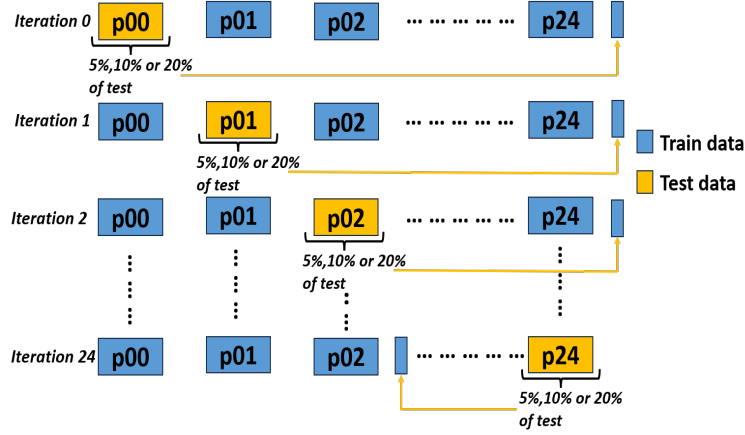 Iteration 0 p00 p01 p02 ... ... ... ... ... p24
5%,10% or 20%
of test
Iteration 1 p00 p01 p02 ... ... ... ... ... p24
5%,10% or 20%
of test
Train data
Test data
Iteration 2 p00 p01 p02 ... ... ... ... ... p24
5%,10% or 20%
of test
Iteration 24 p00 p01 p02 ... ... ... ... ... p24
5%,10% or 20%
of test